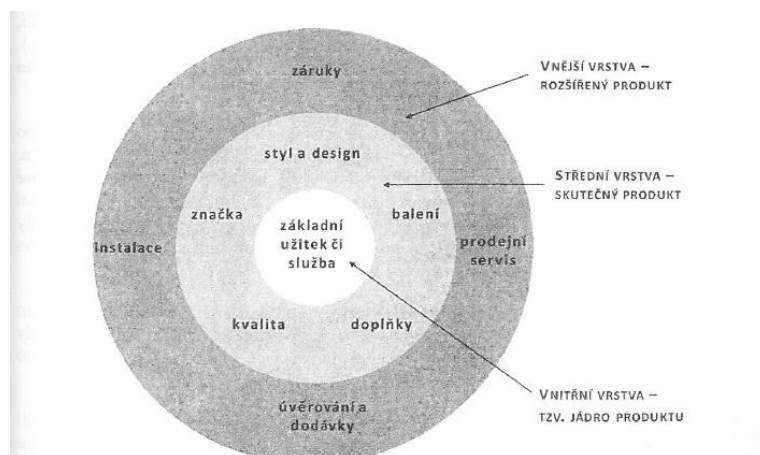 záruky
VNĚJŠÍ VRSTVA –
ROZŠÍŘENÝ PRODUKT
styl a design
STŘEDNÍ VRSTVA –
SKUTEČNÝ PRODUKT
značka
balení
základní
užitek či
služba
instalace
prodejní
servis
kvalita
doplňky
úvěrování a
dodávky
VNITŘNÍ VRSTVA –
TZV. JÁDRO PRODUKTU